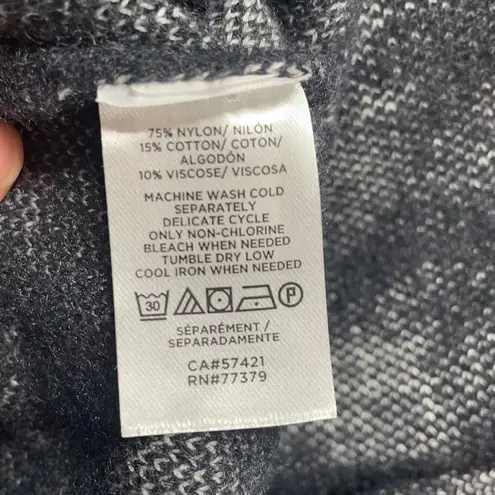 75% NYLON/ NILÓN
15% COTTON/ COTON/
ALGODÓN
10% VISCOSE/ VISCOSA
MACHINE WASH COLD
SEPARATELY
DELICATE CYCLE
ONLY NON-CHLORINE
BLEACH WHEN NEEDED
TUMBLE DRY LOW
COOL IRON WHEN NEEDED
30 P
SÉPARÉMENT /
SEPARADAMENTE
CA#57421
RN#77379